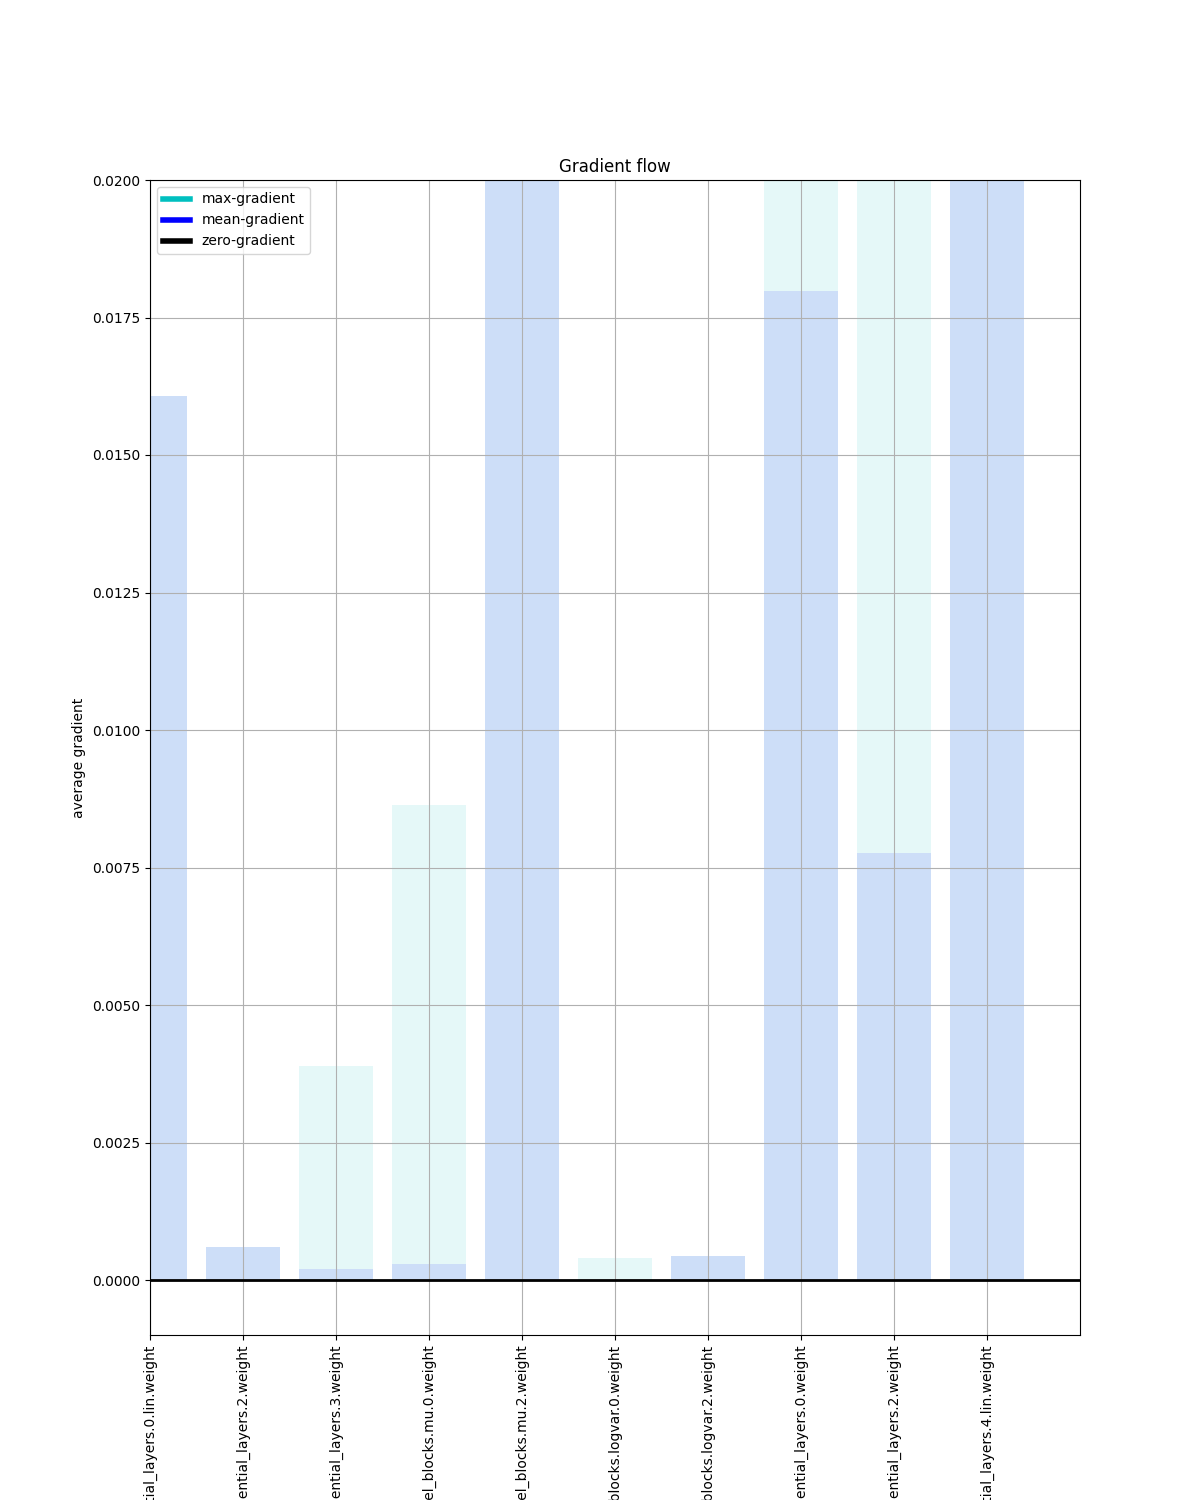 Gradient flow
max-gradient
mean-gradient
zero-gradient
0.0200
0.0175
0.0150
0.0125
0.0100
0.0075
0.0050
0.0025
0.0000
average gradient
tial_layers.0.lin.weight
ential_layers.2.weight
ential_layers.3.weight
el_blocks.mu.0.weight
el_blocks.mu.2.weight
blocks.logvar.0.weight
blocks.logvar.2.weight
ential_layers.0.weight
ential_layers.2.weight
tial_layers.4.lin.weight